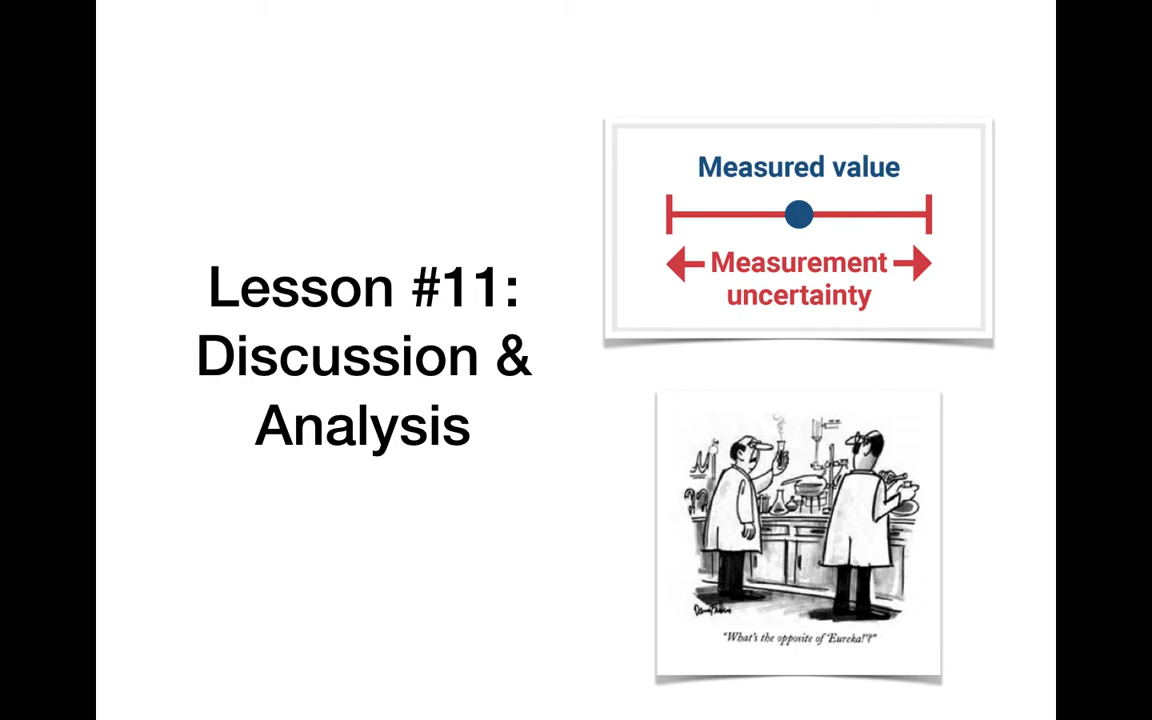 Lesson #11:
Discussion &
Analysis
Measured value
Measurement
uncertainty
"What's the opposite of 'Eureka!'?"